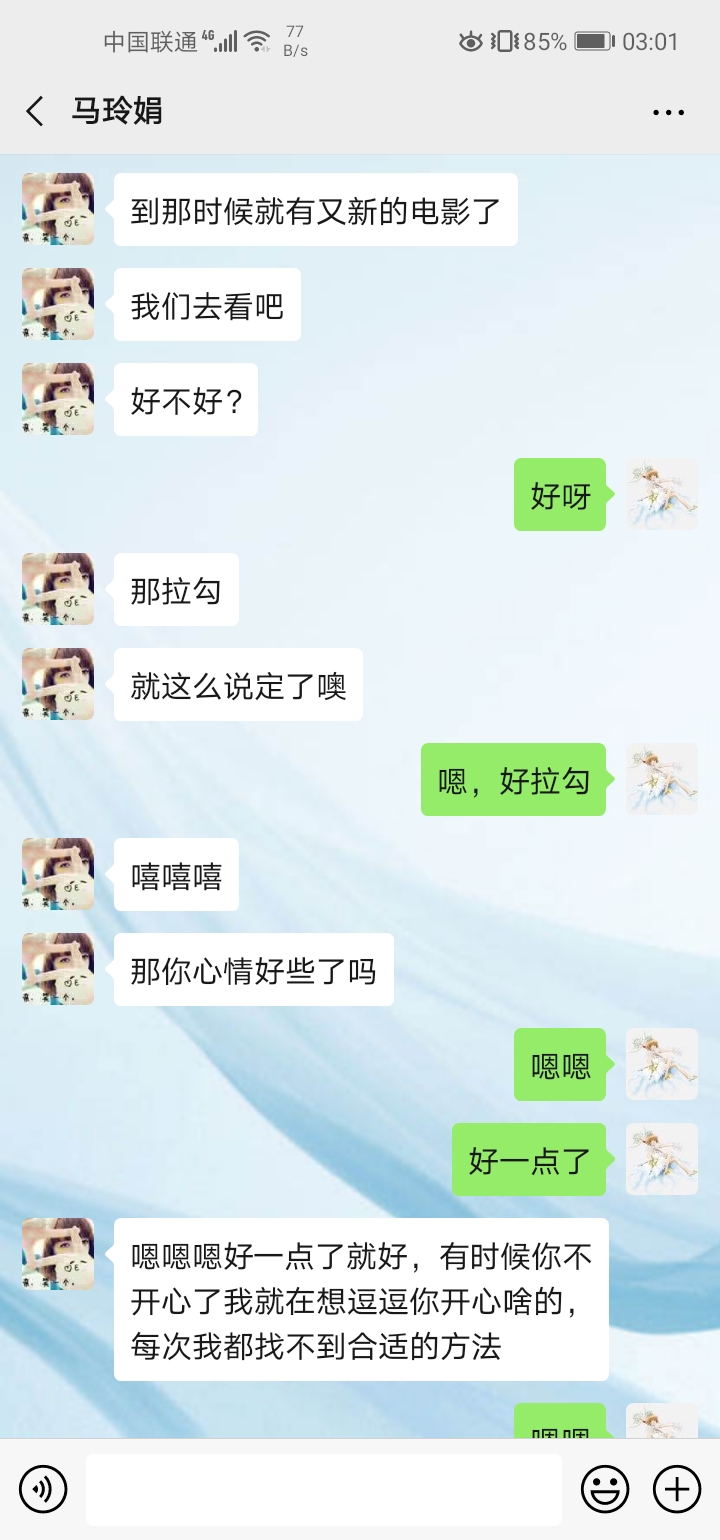 中国联通 4G 77 B/s 85% 03:01
马玲娟
到那时候就有又新的电影了
我们去看吧
好不好?
好呀
那拉勾
就这么说定了噢
嗯，好拉勾
嘻嘻嘻
那你心情好些了吗
嗯嗯
好一点了
嗯嗯嗯好一点了就好，有时候你不
开心了我就在想逗逗你开心啥的，
每次我都找不到合适的方法
嗯嗯